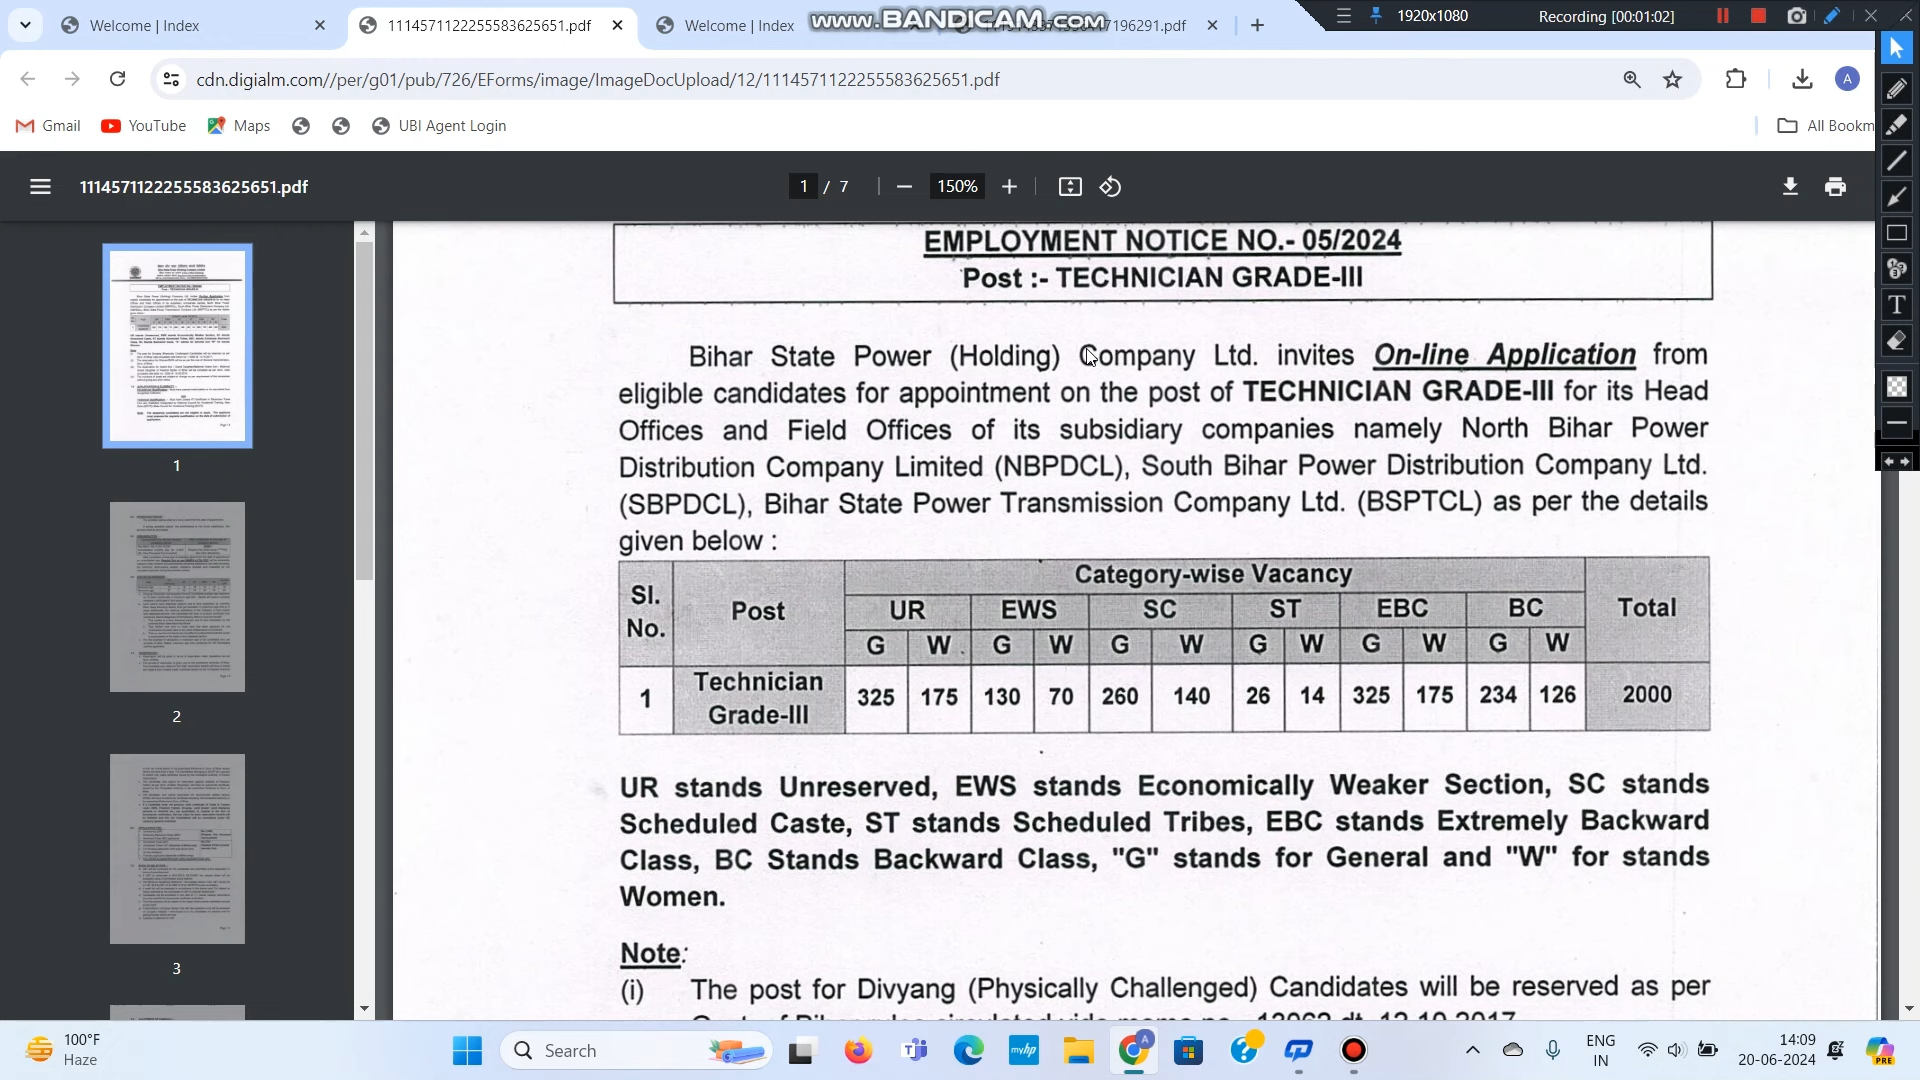 Welcome | Index
1114571122255583625651.pdf
Welcome | Index
www.BANDICAM.com
1920x1080
Recording [00:01:02]
cdn.digialm.com//per/g01/pub/726/EForms/image/ImageDocUpload/12/1114571122255583625651.pdf
A
Gmail
YouTube
Maps
UBI Agent Login
All Bookm
1114571122255583625651.pdf
1 / 7
150%
1
2
3
EMPLOYMENT NOTICE NO.- 05/2024
Post :- TECHNICIAN GRADE-III
Bihar State Power (Holding) Company Ltd. invites On-line Application from
eligible candidates for appointment on the post of TECHNICIAN GRADE-III for its Head
Offices and Field Offices of its subsidiary companies namely North Bihar Power
Distribution Company Limited (NBPDCL), South Bihar Power Distribution Company Ltd.
(SBPDCL), Bihar State Power Transmission Company Ltd. (BSPTCL) as per the details
given below :
Sl. No. Post Category-wise Vacancy Total
UR EWS SC ST EBC BC
G W G W G W G W G W G W
1 Technician Grade-III 325 175 130 70 260 140 26 14 325 175 234 126 2000
UR stands Unreserved, EWS stands Economically Weaker Section, SC stands
Scheduled Caste, ST stands Scheduled Tribes, EBC stands Extremely Backward
Class, BC Stands Backward Class, "G" stands for General and "W" for stands
Women.
Note:
(i) The post for Divyang (Physically Challenged) Candidates will be reserved as per
100°F
Haze
Search
myhp
ENG
IN
14:09
20-06-2024
PRE